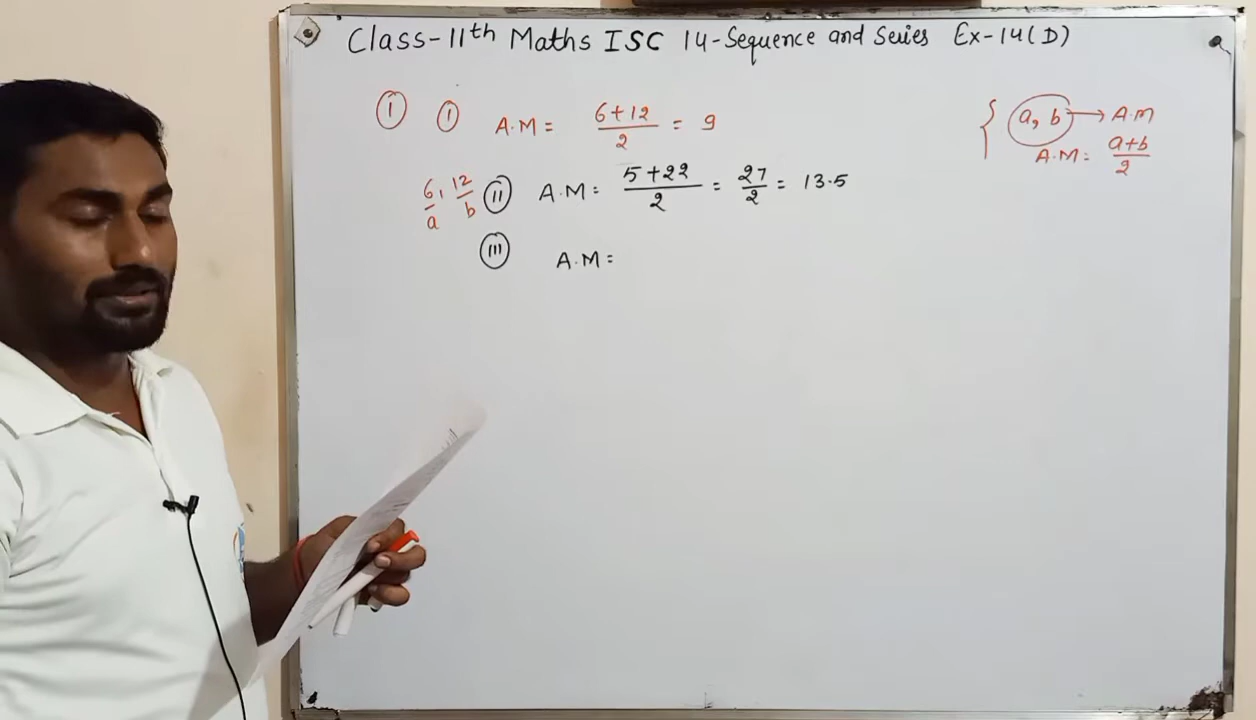 Class-11th Maths ISC 14-Sequence and Series Ex-14(D)
① ① A.M = 6+12/2 = 9
{ a, b → A.M
A.M = a+b/2
6, 12
a b
(ii) A.M = 5+22/2 = 27/2 = 13.5
(iii) A.M =